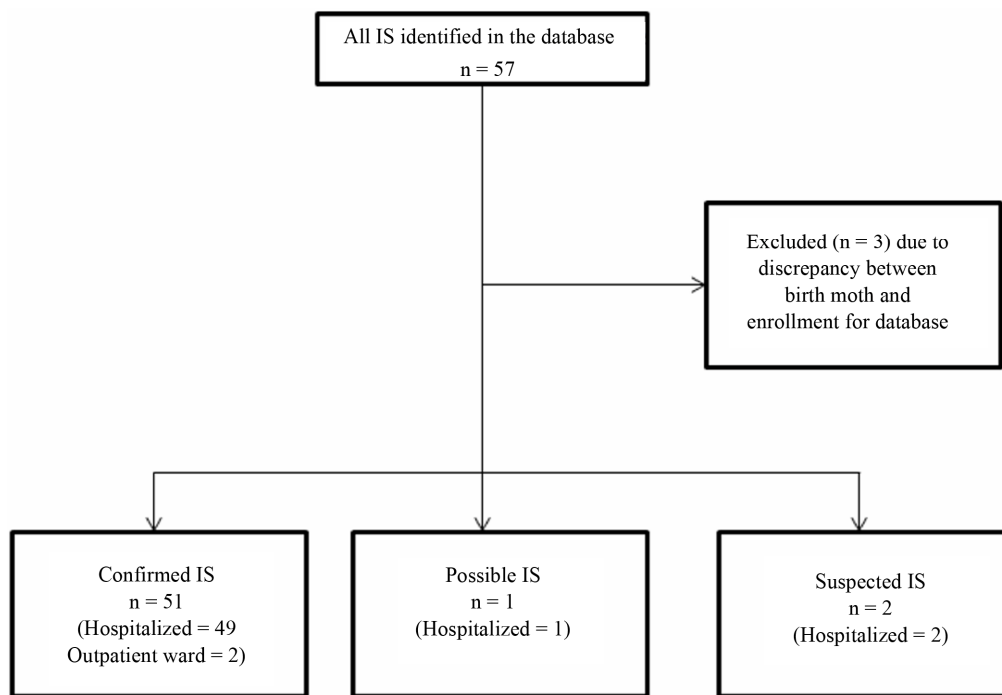 All IS identified in the database
n = 57
Excluded (n = 3) due to
discrepancy between
birth moth and
enrollment for database
Confirmed IS
n = 51
(Hospitalized = 49
Outpatient ward = 2)
Possible IS
n = 1
(Hospitalized = 1)
Suspected IS
n = 2
(Hospitalized = 2)